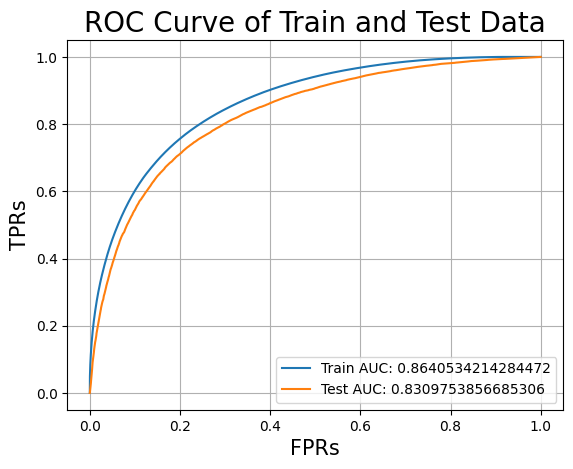 ROC Curve of Train and Test Data
1.0
0.8
0.6
0.4
0.2
0.0
TPRs
Train AUC: 0.8640534214284472
Test AUC: 0.8309753856685306
0.0 0.2 0.4 0.6 0.8 1.0
FPRs